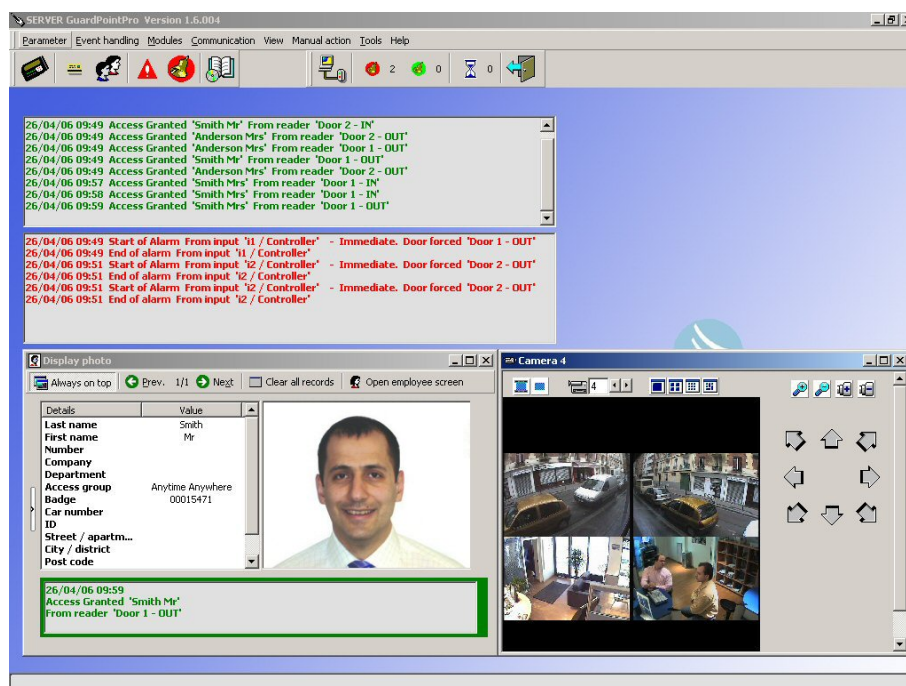 SERVER GuardPointPro Version 1.6.004
Parameter Event handling Modules Communication View Manual action Tools Help
2 0 0
26/04/06 09:49 Access Granted 'Smith Mr' From reader 'Door 2 - IN'
26/04/06 09:49 Access Granted 'Anderson Mrs' From reader 'Door 2 - OUT'
26/04/06 09:49 Access Granted 'Anderson Mrs' From reader 'Door 1 - OUT'
26/04/06 09:49 Access Granted 'Smith Mr' From reader 'Door 1 - OUT'
26/04/06 09:49 Access Granted 'Anderson Mrs' From reader 'Door 2 - OUT'
26/04/06 09:57 Access Granted 'Smith Mrs' From reader 'Door 1 - IN'
26/04/06 09:58 Access Granted 'Smith Mrs' From reader 'Door 1 - IN'
26/04/06 09:59 Access Granted 'Smith Mrs' From reader 'Door 1 - OUT'
26/04/06 09:49 Start of Alarm From input 'i1 / Controller' - Immediate. Door forced 'Door 1 - OUT'
26/04/06 09:49 End of alarm From input 'i1 / Controller'
26/04/06 09:51 Start of Alarm From input 'i2 / Controller' - Immediate. Door forced 'Door 2 - OUT'
26/04/06 09:51 End of alarm From input 'i2 / Controller'
26/04/06 09:51 Start of Alarm From input 'i2 / Controller' - Immediate. Door forced 'Door 2 - OUT'
26/04/06 09:51 End of alarm From input 'i2 / Controller'
Display photo
Always on top Prev. 1/1 Next Clear all records Open employee screen
Details Value
Last name Smith
First name Mr
Number
Company
Department
Access group Anytime Anywhere
Badge 00015471
Car number
ID
Street / apartm...
City / district
Post code
26/04/06 09:59
Access Granted 'Smith Mr'
From reader 'Door 1 - OUT'
Camera 4
4